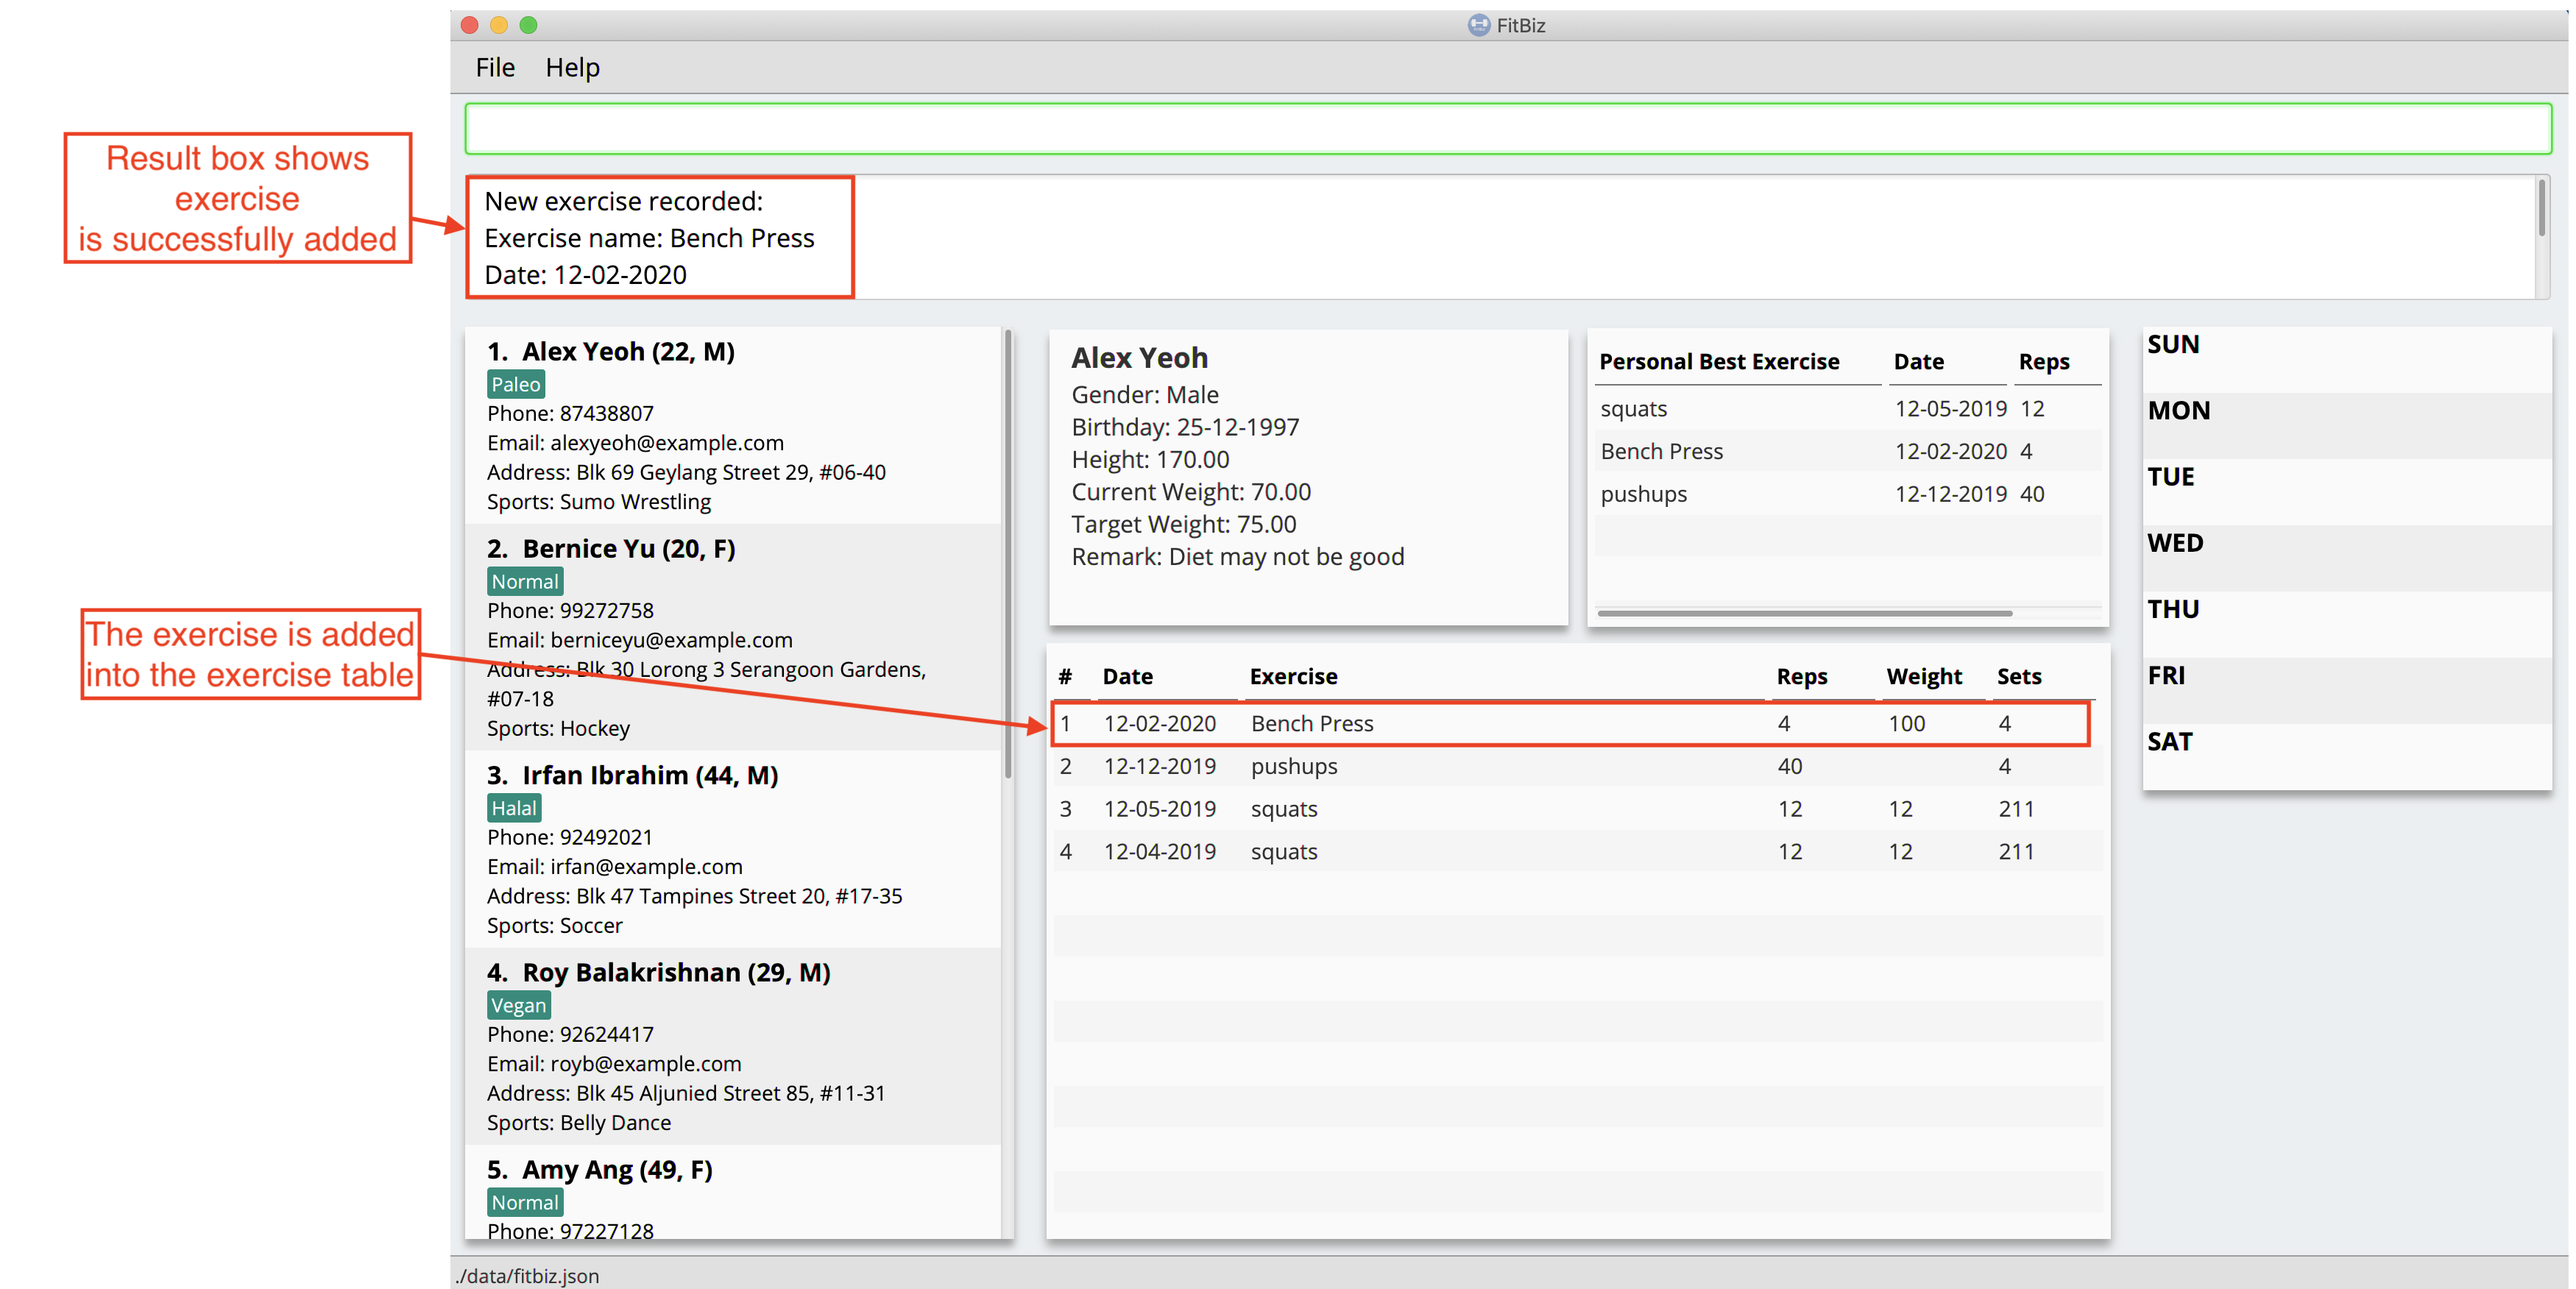 FitBiz
File Help
Result box shows
exercise
is successfully added
New exercise recorded:
Exercise name: Bench Press
Date: 12-02-2020
1. Alex Yeoh (22, M)
Paleo
Phone: 87438807
Email: alexyeoh@example.com
Address: Blk 69 Geylang Street 29, #06-40
Sports: Sumo Wrestling
2. Bernice Yu (20, F)
Normal
Phone: 99272758
Email: berniceyu@example.com
Address: Blk 30 Lorong 3 Serangoon Gardens,
#07-18
Sports: Hockey
3. Irfan Ibrahim (44, M)
Halal
Phone: 92492021
Email: irfan@example.com
Address: Blk 47 Tampines Street 20, #17-35
Sports: Soccer
4. Roy Balakrishnan (29, M)
Vegan
Phone: 92624417
Email: royb@example.com
Address: Blk 45 Aljunied Street 85, #11-31
Sports: Belly Dance
5. Amy Ang (49, F)
Normal
Phone: 97227128
The exercise is added
into the exercise table
Alex Yeoh
Gender: Male
Birthday: 25-12-1997
Height: 170.00
Current Weight: 70.00
Target Weight: 75.00
Remark: Diet may not be good
Personal Best Exercise Date Reps
squats 12-05-2019 12
Bench Press 12-02-2020 4
pushups 12-12-2019 40
# Date Exercise Reps Weight Sets
1 12-02-2020 Bench Press 4 100 4
2 12-12-2019 pushups 40 4
3 12-05-2019 squats 12 12 211
4 12-04-2019 squats 12 12 211
SUN
MON
TUE
WED
THU
FRI
SAT
./data/fitbiz.json